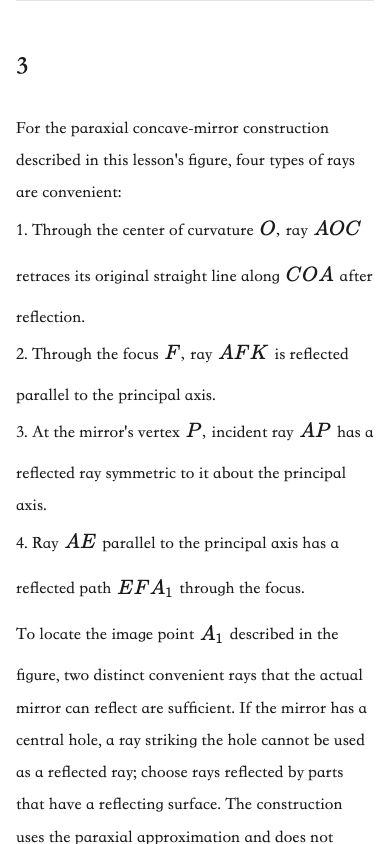 3
For the paraxial concave-mirror construction
described in this lesson's figure, four types of rays
are convenient:
1. Through the center of curvature O, ray AOC
retraces its original straight line along COA after
reflection.
2. Through the focus F, ray AFK is reflected
parallel to the principal axis.
3. At the mirror's vertex P, incident ray AP has a
reflected ray symmetric to it about the principal
axis.
4. Ray AE parallel to the principal axis has a
reflected path EFA₁ through the focus.
To locate the image point A₁ described in the
figure, two distinct convenient rays that the actual
mirror can reflect are sufficient. If the mirror has a
central hole, a ray striking the hole cannot be used
as a reflected ray; choose rays reflected by parts
that have a reflecting surface. The construction
uses the paraxial approximation and does not